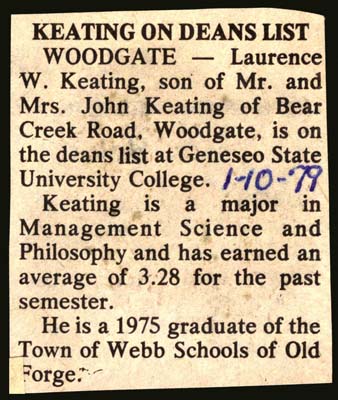 KEATING ON DEANS LIST
WOODGATE — Laurence
W. Keating, son of Mr. and
Mrs. John Keating of Bear
Creek Road, Woodgate, is on
the deans list at Geneseo State
University College. 1-10-79
Keating is a major in
Management Science and
Philosophy and has earned an
average of 3.28 for the past
semester.
He is a 1975 graduate of the
Town of Webb Schools of Old
Forge.